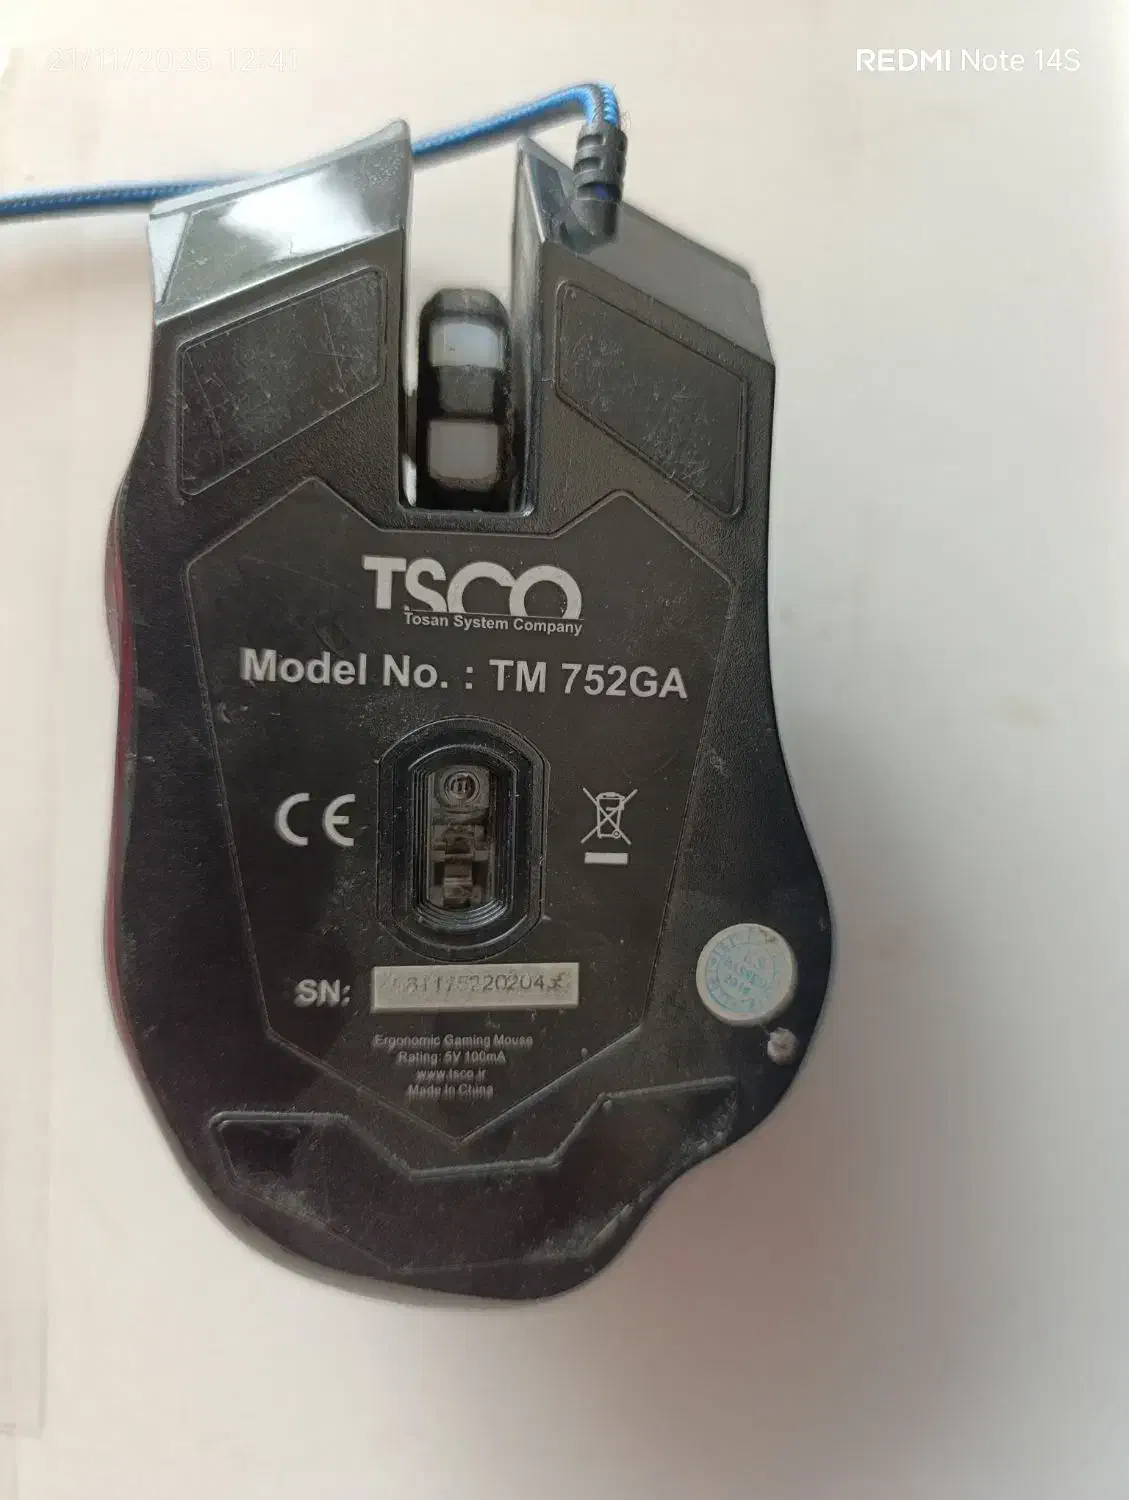 21/11/2025 12:41
REDMI Note 14S
TSCO
Tosan System Company
Model No. : TM 752GA
CE
SN:
Ergonomic Gaming Mouse
Rating: 5V 100mA
www.tsco.ir
Made In China